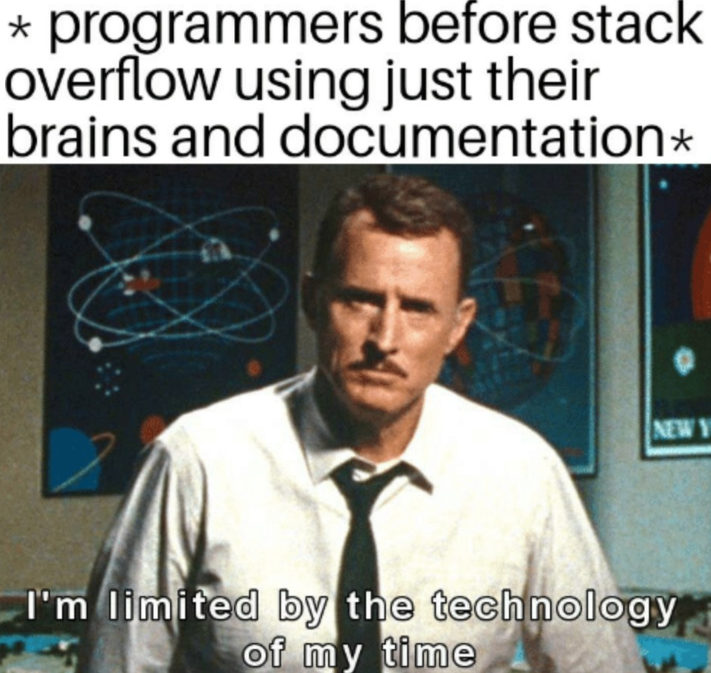 * programmers before stack
overflow using just their
brains and documentation*
NEW Y
I'm limited by the technology
of my time